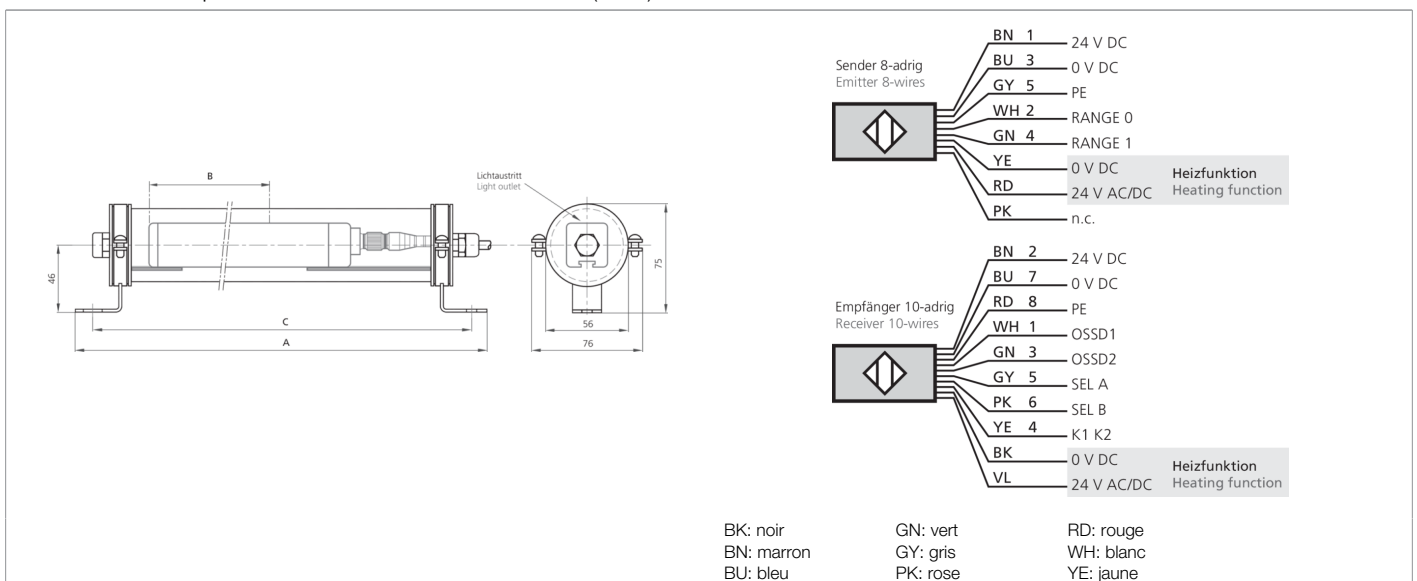 B
Lichtaustritt
Light outlet
46
C
A
75
56
76
Sender 8-adrig
Emitter 8-wires
BN 1 24 V DC
BU 3 0 V DC
GY 5 PE
WH 2 RANGE 0
GN 4 RANGE 1
YE 0 V DC
RD 24 V AC/DC
PK n.c.
Heizfunktion
Heating function
Empfänger 10-adrig
Receiver 10-wires
BN 2 24 V DC
BU 7 0 V DC
RD 8 PE
WH 1 OSSD1
GN 3 OSSD2
GY 5 SEL A
PK 6 SEL B
YE 4 K1 K2
BK 0 V DC
VL 24 V AC/DC
Heizfunktion
Heating function
BK: noir GN: vert RD: rouge
BN: marron GY: gris WH: blanc
BU: bleu PK: rose YE: jaune